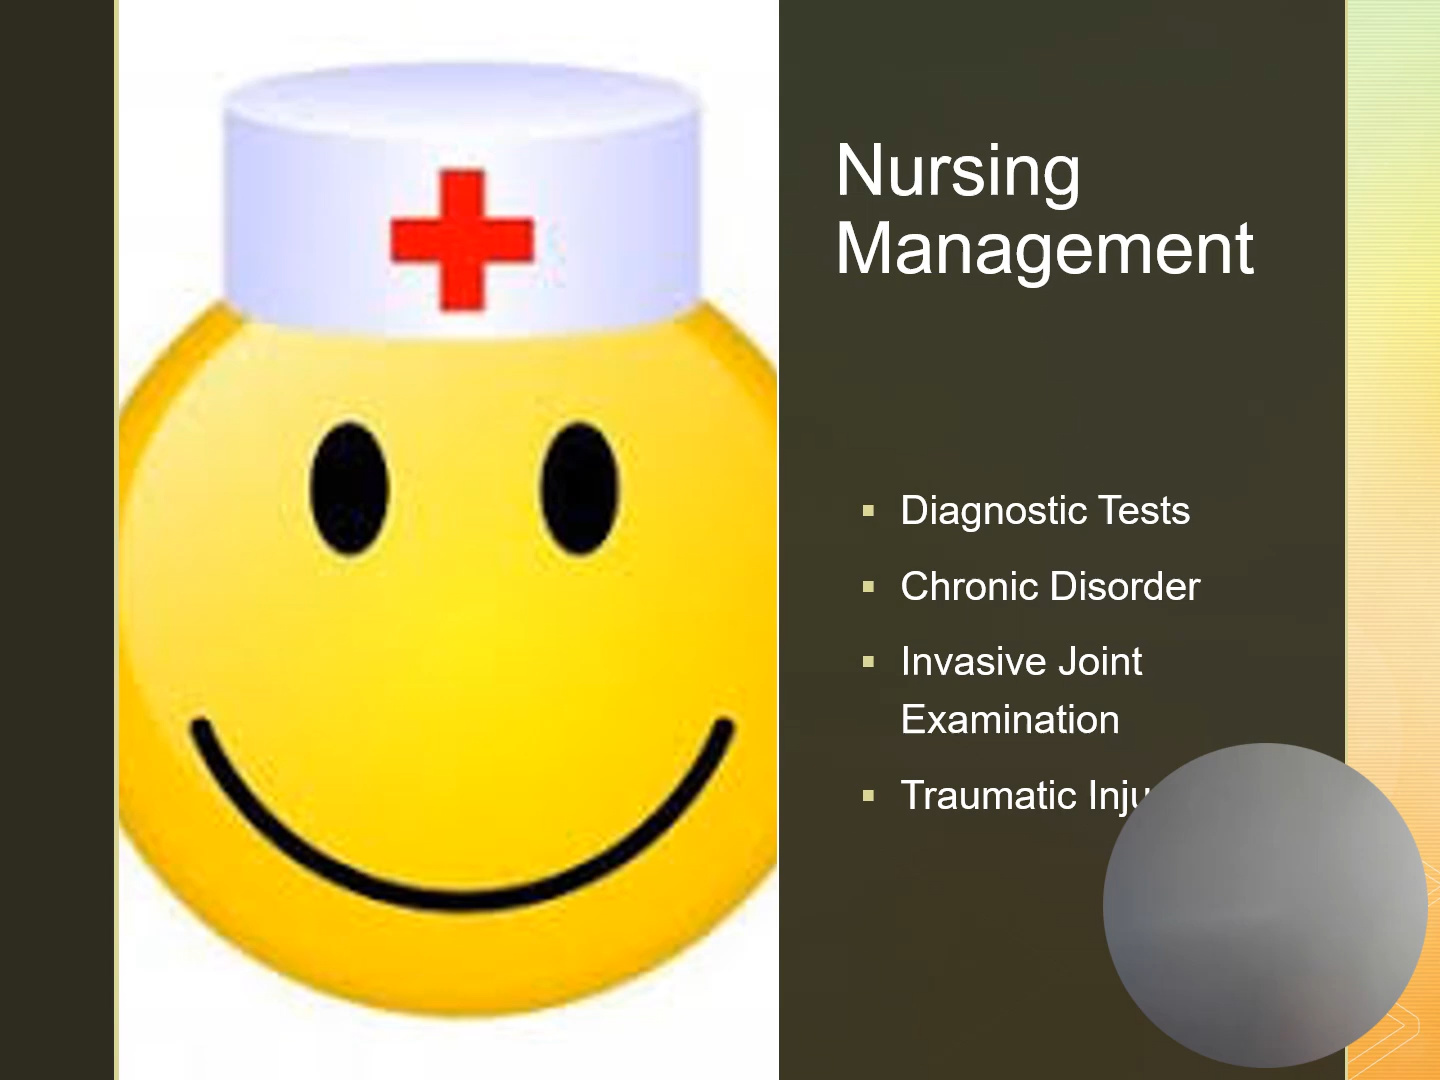 Nursing
Management
Diagnostic Tests
Chronic Disorder
Invasive Joint
Examination
Traumatic